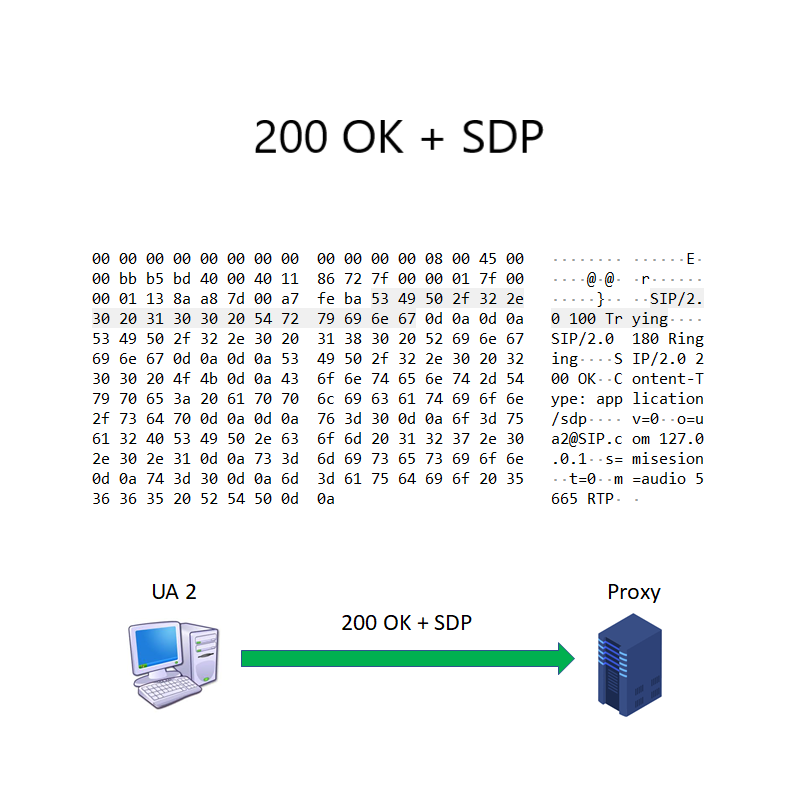 200 OK + SDP
00 00 00 00 00 00 00 00  00 00 00 00 08 00 45 00  ········ ······E·
00 bb b5 bd 40 00 40 11  86 72 7f 00 00 01 7f 00  ····@·@· ·r······
00 01 13 8a a8 7d 00 a7  fe ba 53 49 50 2f 32 2e  ·····}·· ··SIP/2.
30 20 31 30 30 20 54 72  79 69 6e 67 0d 0a 0d 0a  0 100 Tr ying····
53 49 50 2f 32 2e 30 20  31 38 30 20 52 69 6e 67  SIP/2.0  180 Ring
69 6e 67 0d 0a 0d 0a 53  49 50 2f 32 2e 30 20 32  ing····S IP/2.0 2
30 30 20 4f 4b 0d 0a 43  6f 6e 74 65 6e 74 2d 54  00 OK··C ontent-T
79 70 65 3a 20 61 70 70  6c 69 63 61 74 69 6f 6e  ype: app lication
2f 73 64 70 0d 0a 0d 0a  76 3d 30 0d 0a 6f 3d 75  /sdp···· v=0··o=u
61 32 40 53 49 50 2e 63  6f 6d 20 31 32 37 2e 30  a2@SIP.c om 127.0
2e 30 2e 31 0d 0a 73 3d  6d 69 73 65 73 69 6f 6e  .0.1··s= misesion
0d 0a 74 3d 30 0d 0a 6d  3d 61 75 64 69 6f 20 35  ··t=0··m =audio 5
36 36 35 20 52 54 50 0d  0a  665 RTP· ·
UA 2
Proxy
200 OK + SDP